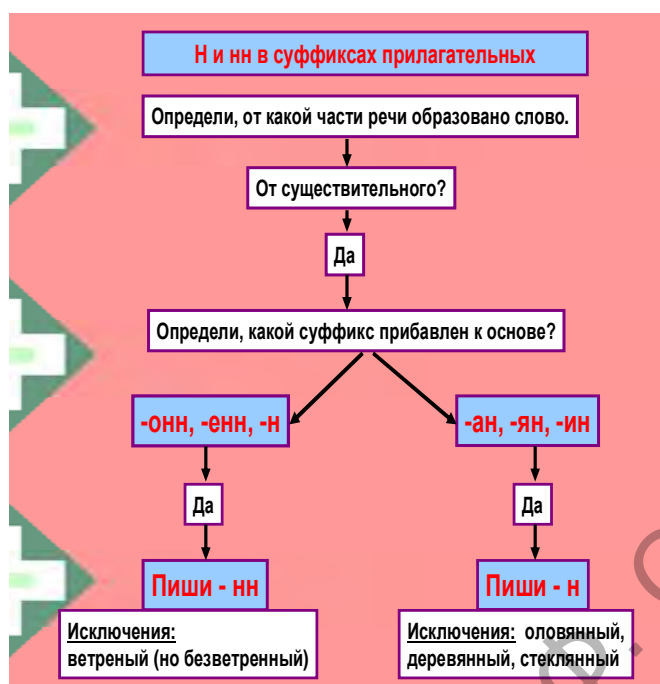 Н и нн в суффиксах прилагательных
Определи, от какой части речи образовано слово.
От существительного?
Да
Определи, какой суффикс прибавлен к основе?
-онн, -енн, -н
-ан, -ян, -ин
Да
Да
Пиши - нн
Пиши - н
Исключения:
ветреный (но безветренный)
Исключения: оловянный,
деревянный, стеклянный